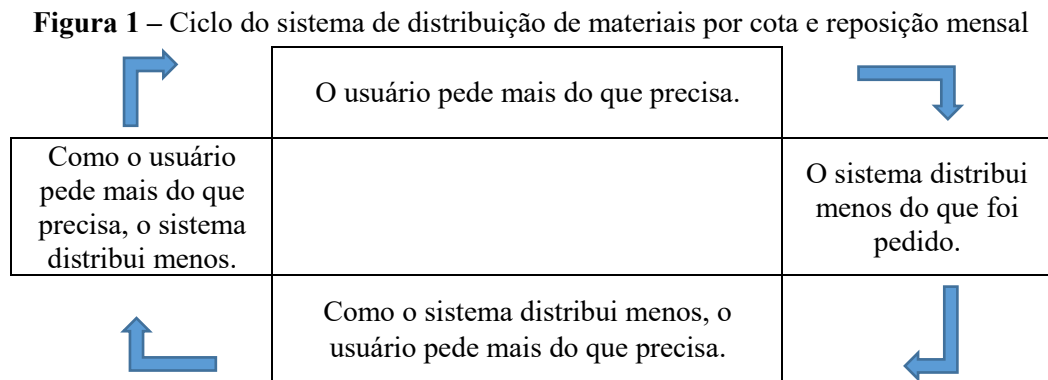 Figura 1 – Ciclo do sistema de distribuição de materiais por cota e reposição mensal
O usuário pede mais do que precisa.
Como o usuário
pede mais do que
precisa, o sistema
distribui menos.
O sistema distribui
menos do que foi
pedido.
Como o sistema distribui menos, o
usuário pede mais do que precisa.